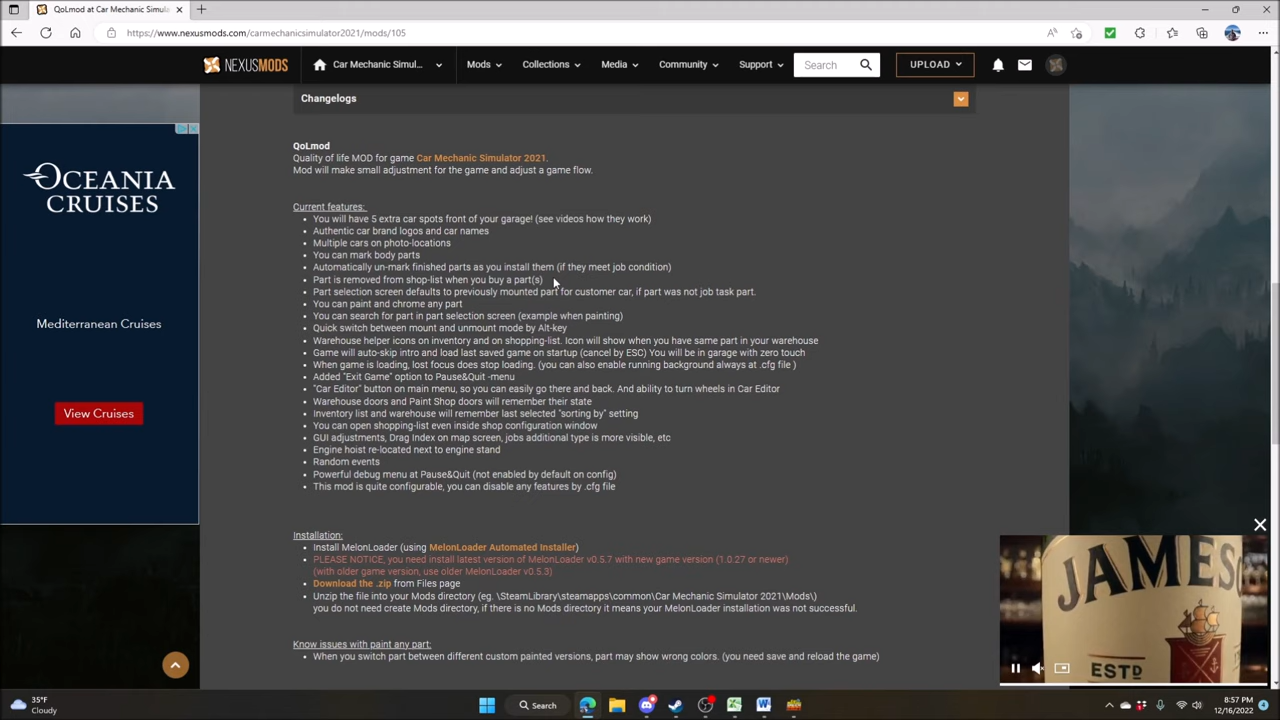 QoLmod at Car Mechanic Simula
https://www.nexusmods.com/carmechanicsimulator2021/mods/105
NEXUSMODS
Car Mechanic Simul...
Mods
Collections
Media
Community
Support
Search
UPLOAD
Changelogs
QoLmod
Quality of life MOD for game Car Mechanic Simulator 2021.
Mod will make small adjustment for the game and adjust a game flow.
Current features:
• You will have 5 extra car spots front of your garage! (see videos how they work)
• Authentic car brand logos and car names
• Multiple cars on photo-locations
• You can mark body parts
• Automatically un-mark finished parts as you install them (if they meet job condition)
• Part is removed from shop-list when you buy a part(s)
• Part selection screen defaults to previously mounted part for customer car, if part was not job task part.
• You can paint and chrome any part
• You can search for part in part selection screen (example when painting)
• Quick switch between mount and unmount mode by Alt-key
• Warehouse helper icons on inventory and on shopping-list. Icon will show when you have same part in your warehouse
• Game will auto-skip intro and load last saved game on startup (cancel by ESC) You will be in garage with zero touch
• When game is loading, lost focus does stop loading. (you can also enable running background always at .cfg file )
• Added "Exit Game" option to Pause&Quit -menu
• "Car Editor" button on main menu, so you can easily go there and back. And ability to turn wheels in Car Editor
• Warehouse doors and Paint Shop doors will remember their state
• Inventory list and warehouse will remember last selected "sorting by" setting
• You can open shopping-list even inside shop configuration window
• GUI adjustments, Drag Index on map screen, jobs additional type is more visible, etc
• Engine hoist re-located next to engine stand
• Random events
• Powerful debug menu at Pause&Quit (not enabled by default on config)
• This mod is quite configurable, you can disable any features by .cfg file
Installation:
• Install MelonLoader (using MelonLoader Automated Installer)
• PLEASE NOTICE, you need install latest version of MelonLoader v0.5.7 with new game version (1.0.27 or newer)
(with older game version, use older MelonLoader v0.5.3)
• Download the .zip from Files page
• Unzip the file into your Mods directory (eg. \SteamLibrary\steamapps\common\Car Mechanic Simulator 2021\Mods\)
you do not need create Mods directory, if there is no Mods directory it means your MelonLoader installation was not successful.
Know issues with paint any part:
• When you switch part between different custom painted versions, part may show wrong colors. (you need save and reload the game)
OCEANIA
CRUISES
Mediterranean Cruises
View Cruises
JAMES
ESTD
35°F
Cloudy
Search
8:57 PM
12/16/2022